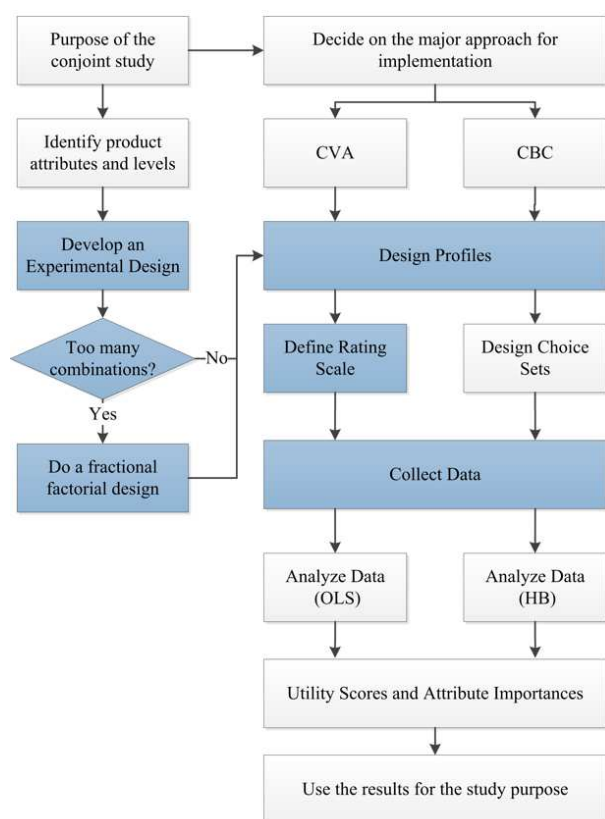 Purpose of the
conjoint study
Decide on the major approach for
implementation
Identify product
attributes and levels
CVA
CBC
Develop an
Experimental Design
Design Profiles
Too many
combinations?
No
Define Rating
Scale
Design Choice
Sets
Yes
Do a fractional
factorial design
Collect Data
Analyze Data
(OLS)
Analyze Data
(HB)
Utility Scores and Attribute Importances
Use the results for the study purpose